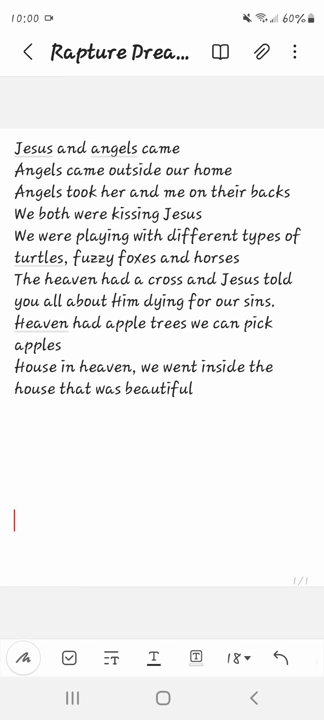 10:00
60%
Rapture Drea...
Jesus and angels came
Angels came outside our home
Angels took her and me on their backs
We both were kissing Jesus
We were playing with different types of
turtles, fuzzy foxes and horses
The heaven had a cross and Jesus told
you all about Him dying for our sins.
Heaven had apple trees we can pick
apples
House in heaven, we went inside the
house that was beautiful
1/1
T
T
T
18